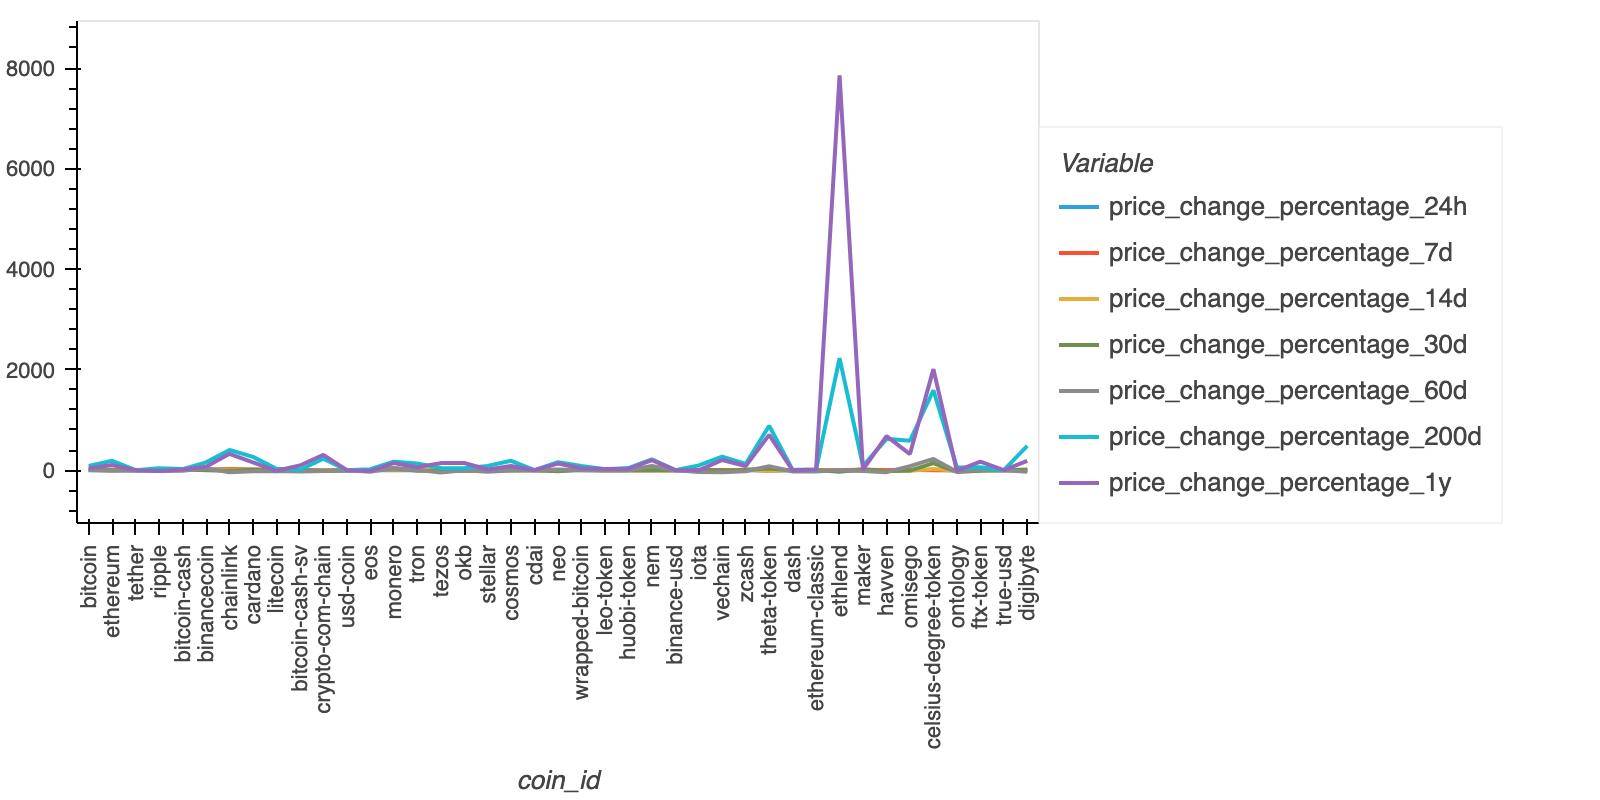 8000
6000
4000
2000
0
bitcoin
ethereum
tether
ripple
bitcoin-cash
binancecoin
chainlink
cardano
litecoin
bitcoin-cash-sv
crypto-com-chain
usd-coin
eos
monero
tron
tezos
okb
stellar
cosmos
cdai
neo
wrapped-bitcoin
leo-token
huobi-token
nem
binance-usd
iota
vechain
zcash
theta-token
dash
ethereum-classic
ethlend
maker
havven
omisego
celsius-degree-token
ontology
ftx-token
true-usd
digibyte
coin_id
Variable
price_change_percentage_24h
price_change_percentage_7d
price_change_percentage_14d
price_change_percentage_30d
price_change_percentage_60d
price_change_percentage_200d
price_change_percentage_1y